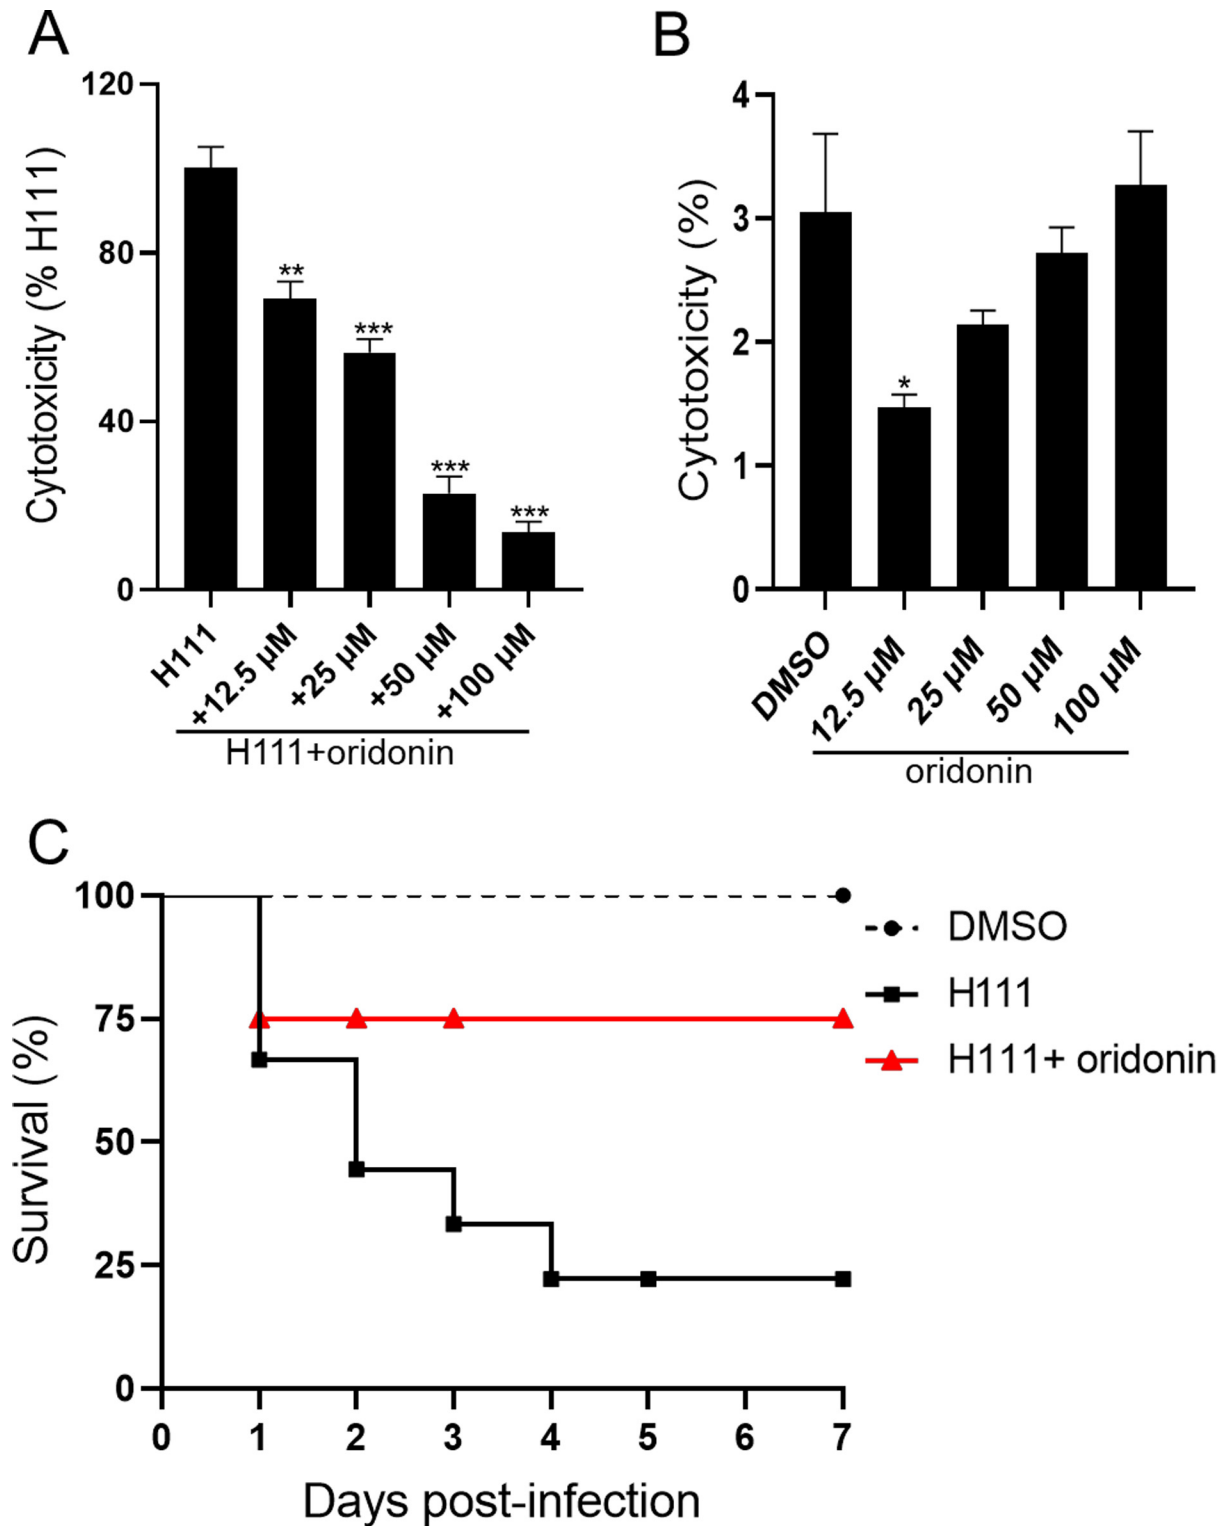 A
Cytotoxicity (% H111)
120
80
40
0
**
***
***
***
H111
+12.5 µM
+25 µM
+50 µM
+100 µM
H111+oridonin
B
Cytotoxicity (%)
4
3
2
1
0
*
DMSO
12.5 µM
25 µM
50 µM
100 µM
oridonin
C
Survival (%)
100
75
50
25
0
0 1 2 3 4 5 6 7
Days post-infection
DMSO
H111
H111+ oridonin